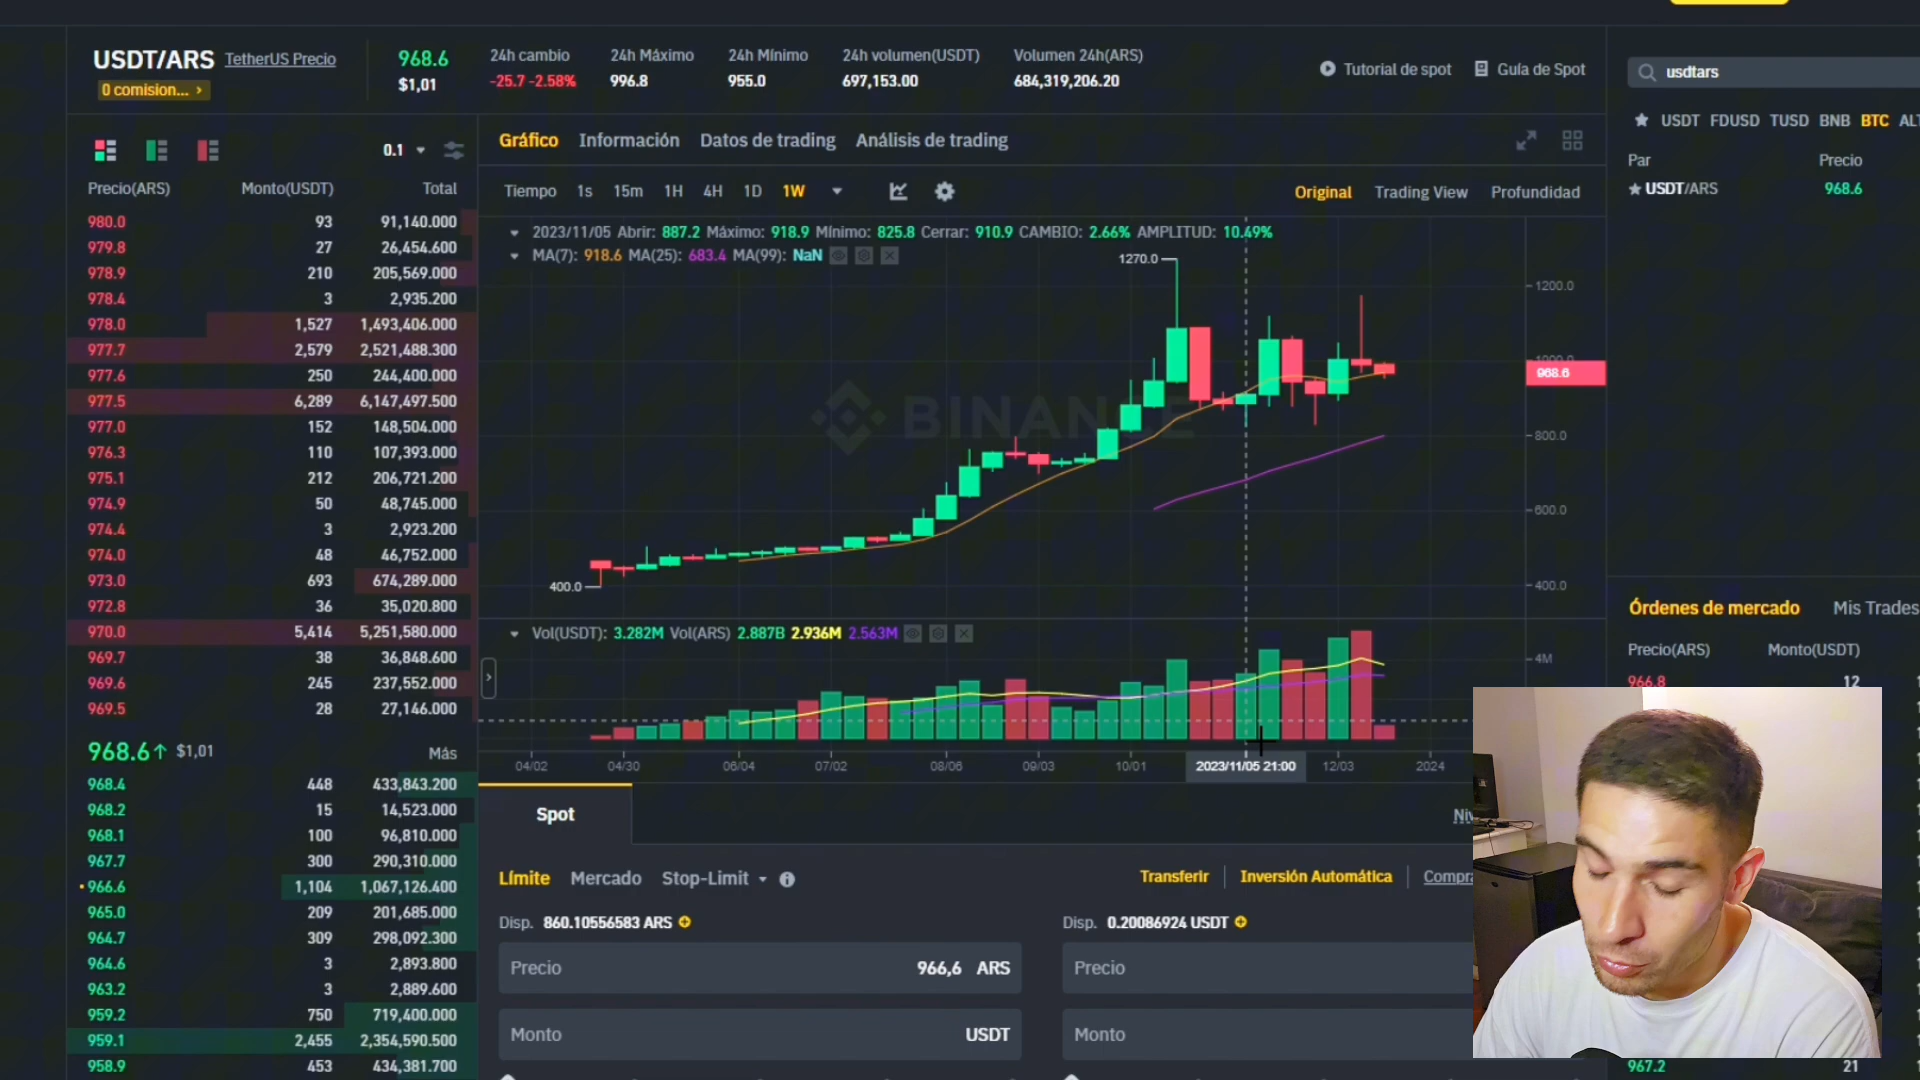 USDT/ARS TetherUS Precio
0 comision... ›
968.6
$1,01
24h cambio
-25.7 -2.58%
24h Máximo
996.8
24h Mínimo
955.0
24h volumen(USDT)
697,153.00
Volumen 24h(ARS)
684,319,206.20
Tutorial de spot
Guía de Spot
usdtars
USDT FDUSD TUSD BNB BTC
Par Precio
USDT/ARS 968.6
0.1
Precio(ARS) Monto(USDT) Total
980.0 93 91,140.000
979.8 27 26,454.600
978.9 210 205,569.000
978.4 3 2,935.200
978.0 1,527 1,493,406.000
977.7 2,579 2,521,488.300
977.6 250 244,400.000
977.5 6,289 6,147,497.500
977.0 152 148,504.000
976.3 110 107,393.000
975.1 212 206,721.200
974.9 50 48,745.000
974.4 3 2,923.200
974.0 48 46,752.000
973.0 693 674,289.000
972.8 36 35,020.800
970.0 5,414 5,251,580.000
969.7 38 36,848.600
969.6 245 237,552.000
969.5 28 27,146.000
968.6↑ $1,01 Más
968.4 448 433,843.200
968.2 15 14,523.000
968.1 100 96,810.000
967.7 300 290,310.000
966.6 1,104 1,067,126.400
965.0 209 201,685.000
964.7 309 298,092.300
964.6 3 2,893.800
963.2 3 2,889.600
959.2 750 719,400.000
959.1 2,455 2,354,590.500
958.9 453 434,381.700
Gráfico Información Datos de trading Análisis de trading
Tiempo 1s 15m 1H 4H 1D 1W
Original Trading View Profundidad
2023/11/05 Abrir: 887.2 Máximo: 918.9 Mínimo: 825.8 Cerrar: 910.9 CAMBIO: 2.66% AMPLITUD: 10.49%
MA(7): 918.6 MA(25): 683.4 MA(99): NaN
1270.0
400.0
BINANCE
1200.0
1000.0
968.6
800.0
600.0
400.0
Vol(USDT): 3.282M Vol(ARS) 2.887B 2.936M 2.563M
4M
04/02 04/30 06/04 07/02 08/06 09/03 10/01 2023/11/05 21:00 12/03 2024
Spot
Límite Mercado Stop-Limit
Transferir Inversión Automática
Disp. 860.10556583 ARS
Precio 966,6 ARS
Monto USDT
Disp. 0.20086924 USDT
Precio
Monto
Órdenes de mercado Mis Trades
Precio(ARS) Monto(USDT)
966.8 12
967.2 21